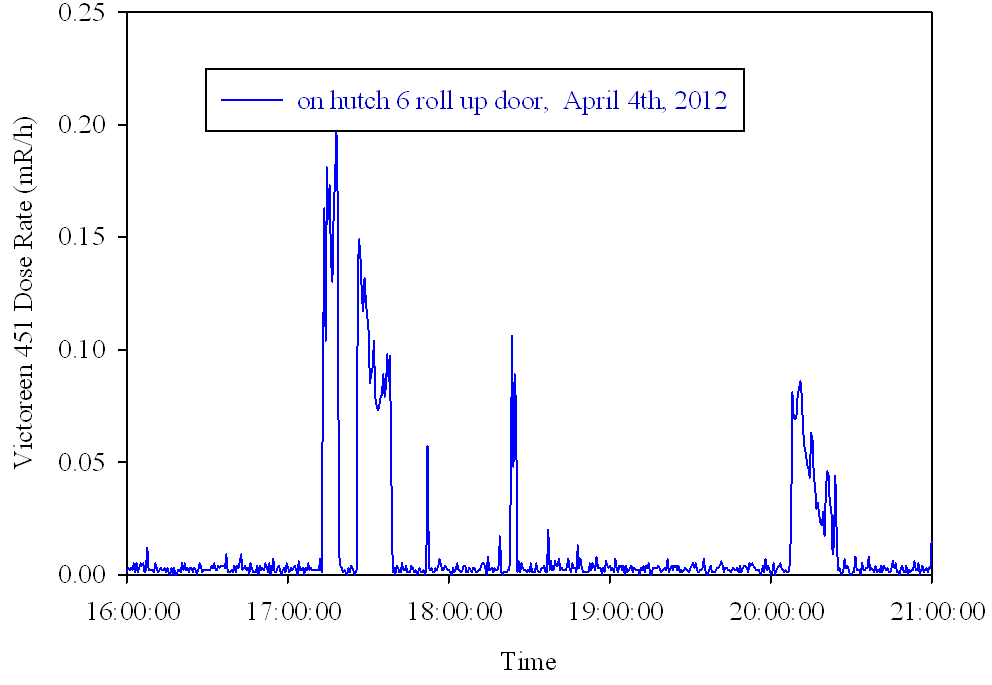 0.25
on hutch 6 roll up door,  April 4th, 2012
0.20
0.15
0.10
0.05
0.00
Victoreen 451 Dose Rate (mR/h)
16:00:00 17:00:00 18:00:00 19:00:00 20:00:00 21:00:00
Time